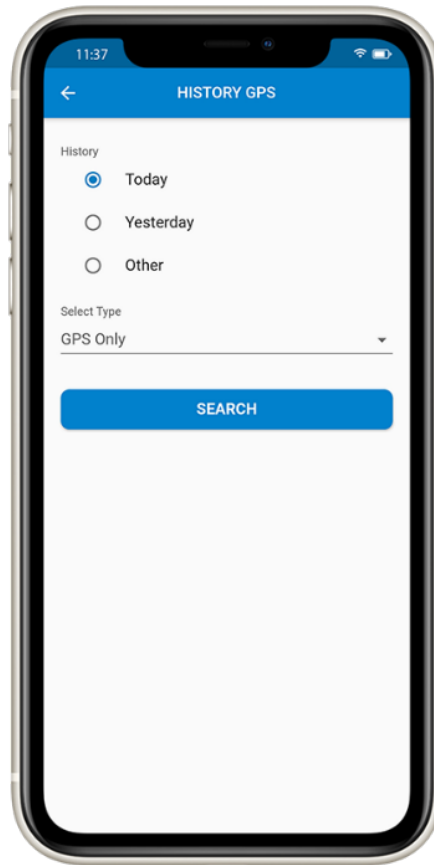 11:37
HISTORY GPS
History
Today
Yesterday
Other
Select Type
GPS Only
SEARCH